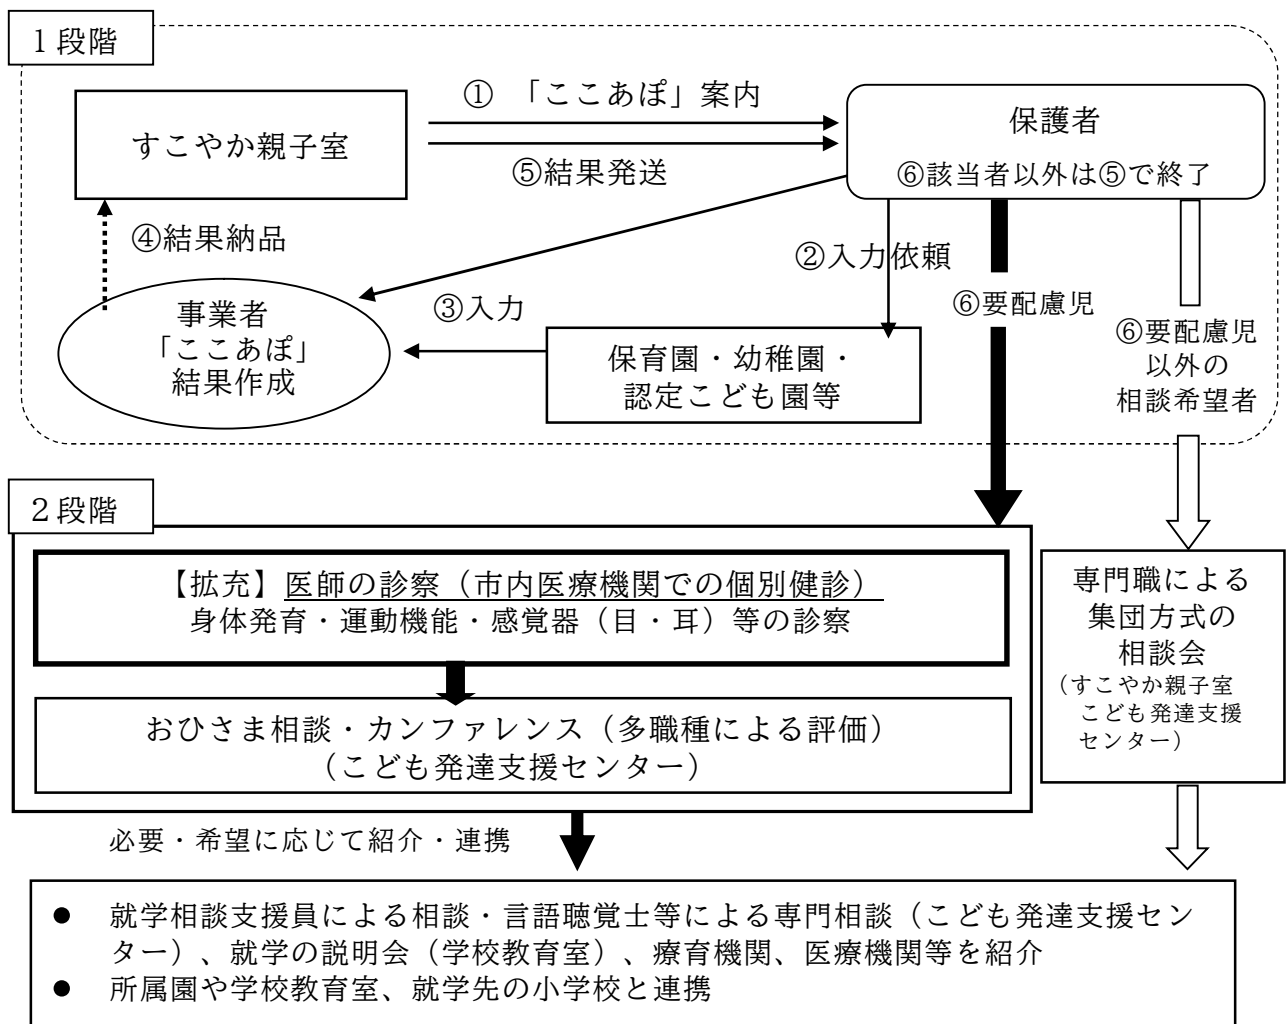 １段階
①　「ここあぽ」案内
すこやか親子室
保護者
⑥該当者以外は⑤で終了
⑤結果発送
④結果納品
②入力依頼
③入力
⑥要配慮児
事業者
「ここあぽ」
結果作成
保育園・幼稚園・
認定こども園等
⑥要配慮児
以外の
相談希望者
２段階
【拡充】医師の診察（市内医療機関での個別健診）
身体発育・運動機能・感覚器（目・耳）等の診察
おひさま相談・カンファレンス（多職種による評価）
（こども発達支援センター）
専門職による
集団方式の
相談会
（すこやか親子室
こども発達支援
センター）
必要・希望に応じて紹介・連携
● 就学相談支援員による相談・言語聴覚士等による専門相談（こども発達支援セン
ター）、就学の説明会（学校教育室）、療育機関、医療機関等を紹介
● 所属園や学校教育室、就学先の小学校と連携